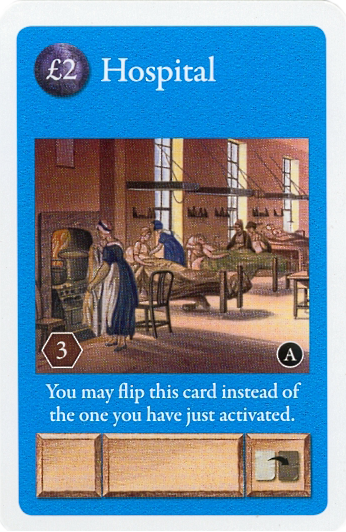 £2 Hospital
3
A
You may flip this card instead of
the one you have just activated.